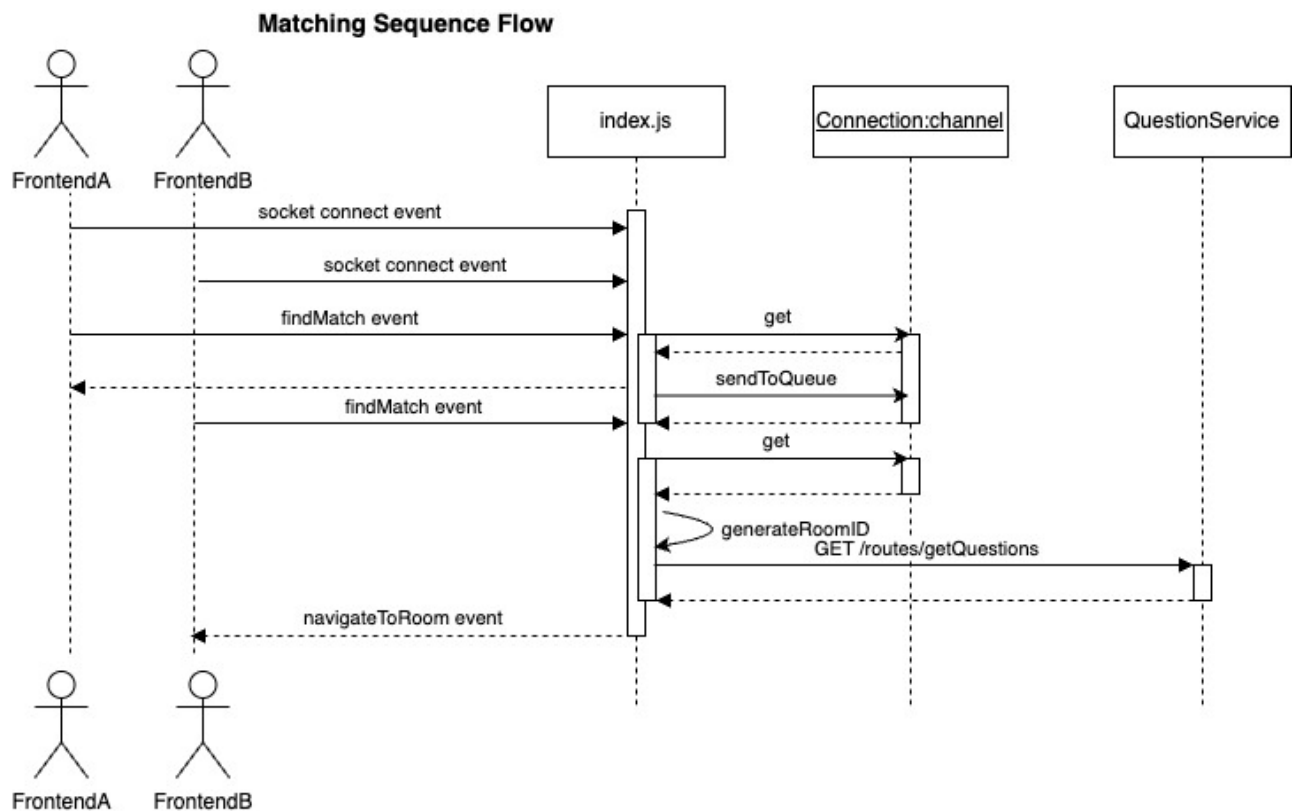 Matching Sequence Flow
index.js
Connection:channel
QuestionService
FrontendA
FrontendB
socket connect event
socket connect event
findMatch event
get
sendToQueue
findMatch event
get
generateRoomID
GET /routes/getQuestions
navigateToRoom event
FrontendA
FrontendB